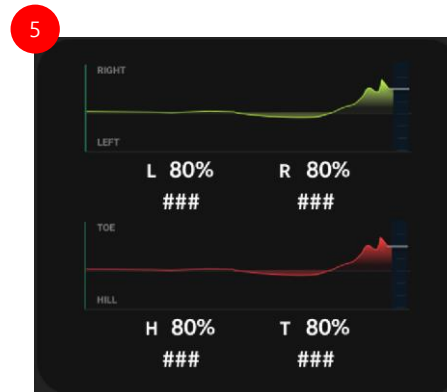 5
RIGHT
LEFT
L 80% R 80%
### ###
TOE
HILL
H 80% T 80%
### ###